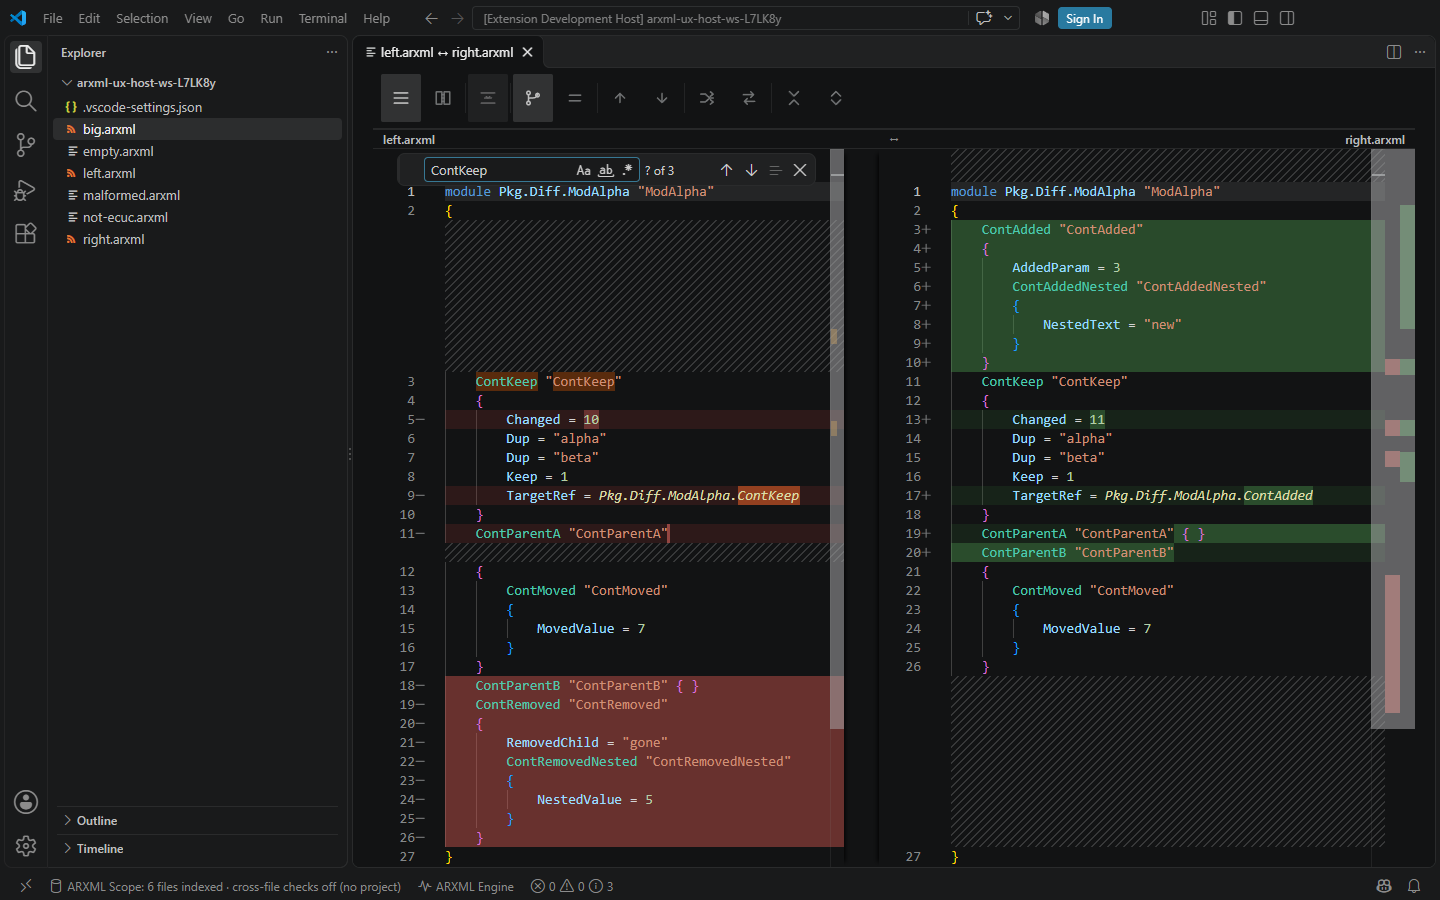 File Edit Selection View Go Run Terminal Help
[Extension Development Host] arxml-ux-host-ws-L7LK8y
Sign In
Explorer
arxml-ux-host-ws-L7LK8y
{} .vscode-settings.json
big.arxml
empty.arxml
left.arxml
malformed.arxml
not-ecuc.arxml
right.arxml
Outline
Timeline
left.arxml ↔ right.arxml
left.arxml ↔ right.arxml
ContKeep Aa ab .* ? of 3
1 module Pkg.Diff.ModAlpha "ModAlpha"
2 {
3 ContKeep "ContKeep"
4 {
5− Changed = 10
6 Dup = "alpha"
7 Dup = "beta"
8 Keep = 1
9− TargetRef = Pkg.Diff.ModAlpha.ContKeep
10 }
11− ContParentA "ContParentA"
12 {
13 ContMoved "ContMoved"
14 {
15 MovedValue = 7
16 }
17 }
18− ContParentB "ContParentB" { }
19− ContRemoved "ContRemoved"
20− {
21− RemovedChild = "gone"
22− ContRemovedNested "ContRemovedNested"
23− {
24− NestedValue = 5
25− }
26− }
27 }
1 module Pkg.Diff.ModAlpha "ModAlpha"
2 {
3+ ContAdded "ContAdded"
4+ {
5+ AddedParam = 3
6+ ContAddedNested "ContAddedNested"
7+ {
8+ NestedText = "new"
9+ }
10+ }
11 ContKeep "ContKeep"
12 {
13+ Changed = 11
14 Dup = "alpha"
15 Dup = "beta"
16 Keep = 1
17+ TargetRef = Pkg.Diff.ModAlpha.ContAdded
18 }
19+ ContParentA "ContParentA" { }
20+ ContParentB "ContParentB"
21 {
22 ContMoved "ContMoved"
23 {
24 MovedValue = 7
25 }
26 }
27 }
ARXML Scope: 6 files indexed · cross-file checks off (no project) ARXML Engine 0 0 3